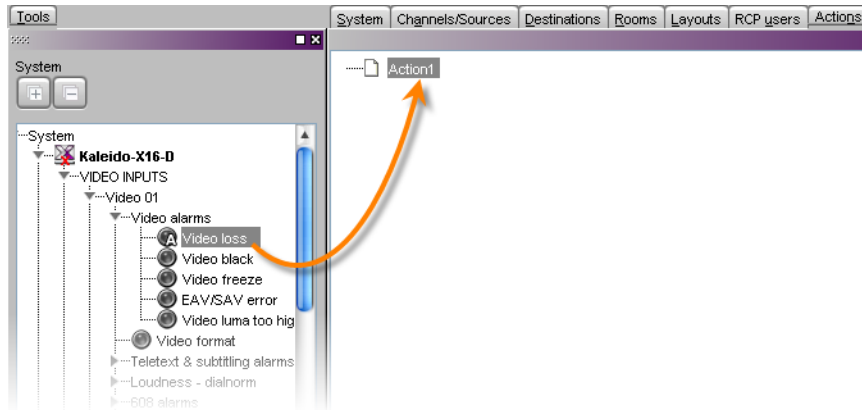 Tools
System Channels/Sources Destinations Rooms Layouts RCP users Actions
System
Action1
System
Kaleido-X16-D
VIDEO INPUTS
Video 01
Video alarms
A Video loss
Video black
Video freeze
EAV/SAV error
Video luma too hig
Video format
Teletext & subtitling alarms
Loudness - dialnorm
608 alarms